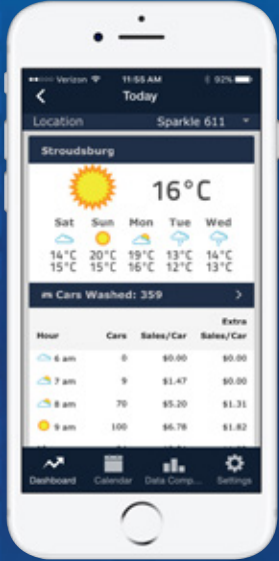 Verizon 11:55 AM 92%
Today
Location Sparkle 611
Stroudsburg
16°C
Sat Sun Mon Tue Wed
14°C 20°C 19°C 13°C 14°C
15°C 15°C 16°C 12°C 13°C
Cars Washed: 359
Extra
Hour Cars Sales/Car Sales/Car
6 am 0 $0.00 $0.00
7 am 9 $1.47 $0.00
8 am 70 $5.20 $1.31
9 am 100 $6.78 $1.82
Dashboard Calendar Data Comp... Settings